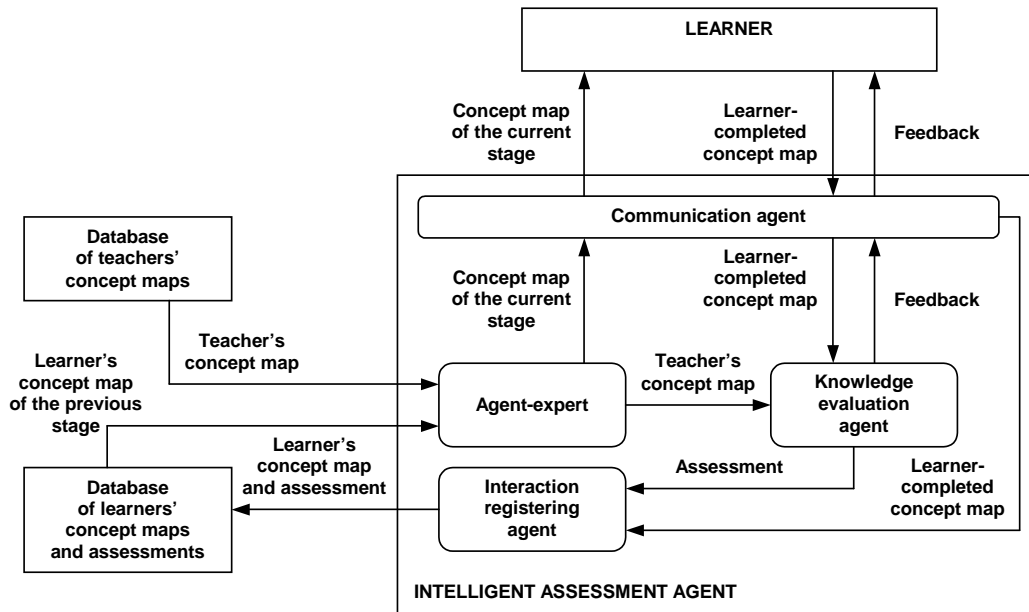 LEARNER
Concept map
of the current
stage
Learner-
completed
concept map
Feedback
Communication agent
Database
of teachers’
concept maps
Concept map
of the current
stage
Learner-
completed
concept map
Feedback
Teacher’s
concept map
Learner’s
concept map
of the previous
stage
Agent-expert
Teacher’s
concept map
Knowledge
evaluation
agent
Learner’s
concept map
and assessment
Assessment
Learner-
completed
concept map
Database
of learners’
concept maps
and assessments
Interaction
registering
agent
INTELLIGENT ASSESSMENT AGENT